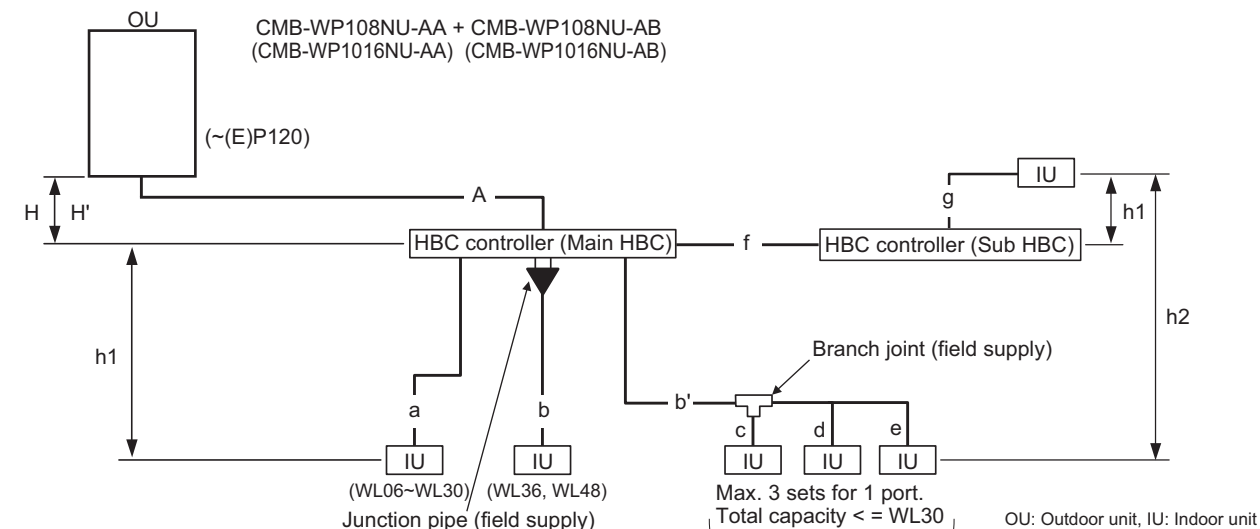 OU
CMB-WP108NU-AA + CMB-WP108NU-AB
(CMB-WP1016NU-AA) (CMB-WP1016NU-AB)
(~(E)P120)
H H'
A
IU
g
h1
HBC controller (Main HBC)
f
HBC controller (Sub HBC)
h2
h1
Branch joint (field supply)
a
b
b'
c
d
e
IU
IU
IU
IU
IU
(WL06~WL30)
(WL36, WL48)
Max. 3 sets for 1 port.
Total capacity < = WL30
Junction pipe (field supply)
OU: Outdoor unit, IU: Indoor unit